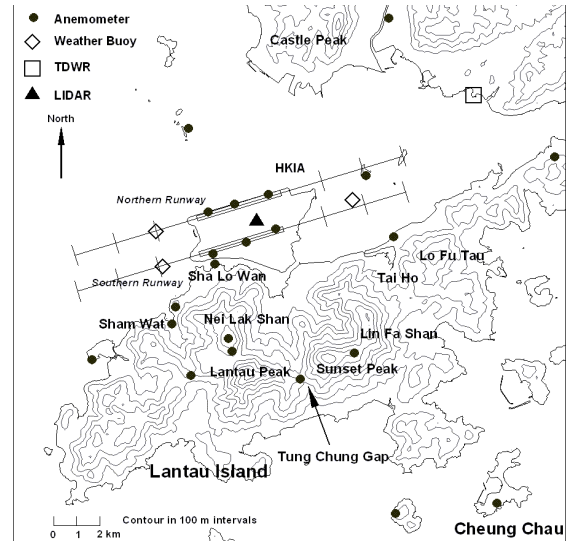 Anemometer
Weather Buoy
TDWR
LIDAR
North
Castle Peak
HKIA
Northern Runway
Southern Runway
Sha Lo Wan
Lo Fu Tau
Tai Ho
Sham Wat
Nei Lak Shan
Lin Fa Shan
Lantau Peak
Sunset Peak
Tung Chung Gap
Lantau Island
Contour in 100 m intervals
0 1 2 km
Cheung Chau